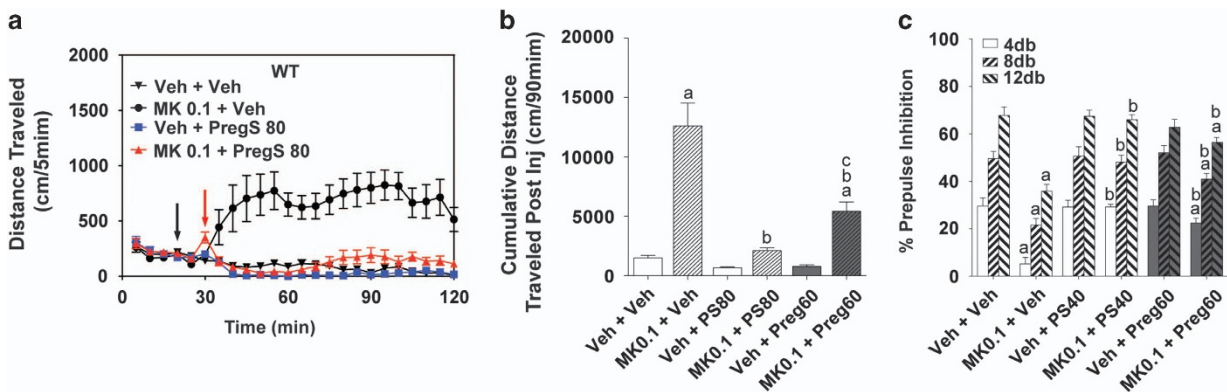 a
2000
1500
1000
500
0
Distance Traveled
(cm/5mim)
WT
Veh + Veh
MK 0.1 + Veh
Veh + PregS 80
MK 0.1 + PregS 80
0
30
60
90
120
Time (min)
b
20000
15000
10000
5000
0
Cumulative Distance
Traveled Post Inj (cm/90mim)
a
b
c
b
a
Veh + Veh
MK0.1 + Veh
Veh + PS80
MK0.1 + PS80
Veh + Preg60
MK0.1 + Preg60
c
100
80
60
40
20
0
% Prepulse Inhibition
4db
8db
12db
a
a
a
b
b
b
b
a
b
a
b
a
Veh + Veh
MK0.1 + Veh
Veh + PS40
MK0.1 + PS40
Veh + Preg60
MK0.1 + Preg60